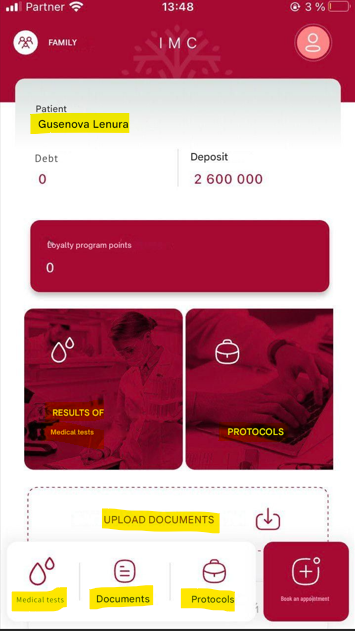 Partner 13:48 3 %
FAMILY IMC
Patient
Gusenova Lenura
Debt Deposit
0 2 600 000
Loyalty program points
0
RESULTS OF
Medical tests
PROTOCOLS
UPLOAD DOCUMENTS
Medical tests Documents Protocols Book an appointment